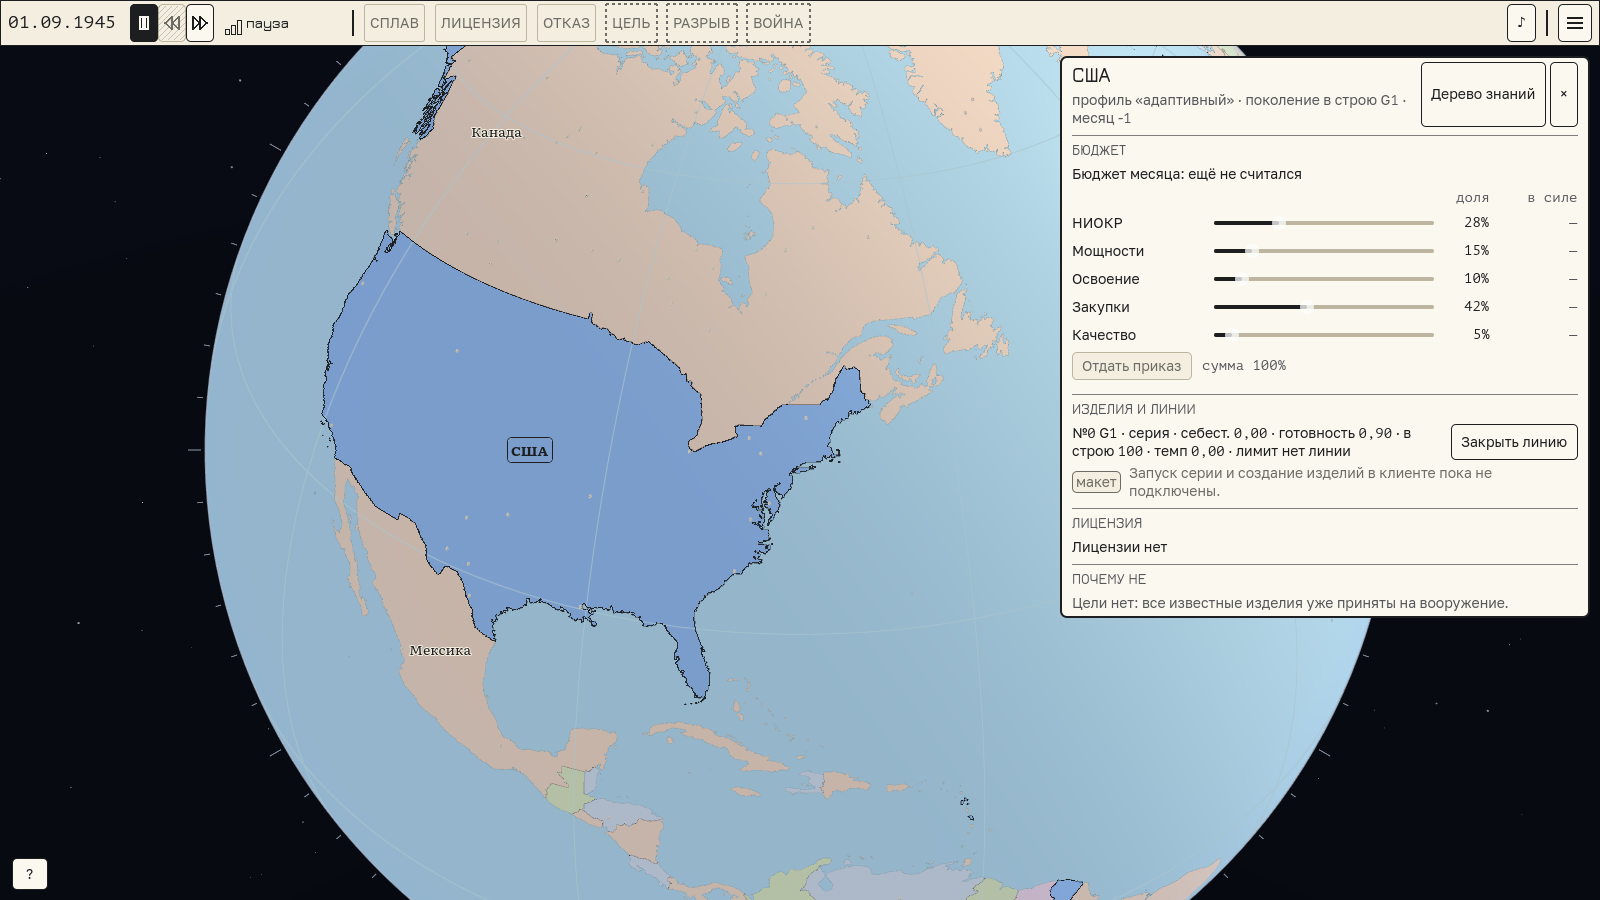 01.09.1945
пауза
СПЛАВ
ЛИЦЕНЗИЯ
ОТКАЗ
ЦЕЛЬ
РАЗРЫВ
ВОЙНА
♪
Канада
США
Мексика
США
профиль «адаптивный» · поколение в строю G1 ·
месяц -1
Дерево знаний
×
БЮДЖЕТ
Бюджет месяца: ещё не считался
доля в силе
НИОКР 28% —
Мощности 15% —
Освоение 10% —
Закупки 42% —
Качество 5% —
Отдать приказ сумма 100%
ИЗДЕЛИЯ И ЛИНИИ
№0 G1 · серия · себест. 0,00 · готовность 0,90 · в
строю 100 · темп 0,00 · лимит нет линии
Закрыть линию
макет
Запуск серии и создание изделий в клиенте пока не
подключены.
ЛИЦЕНЗИЯ
Лицензии нет
ПОЧЕМУ НЕ
Цели нет: все известные изделия уже приняты на вооружение.
?